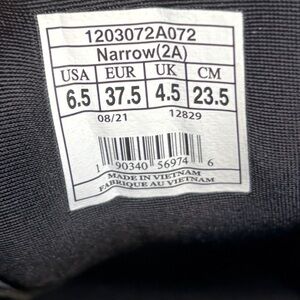 1203072A072
Narrow(2A)
USA EUR UK CM
6.5 37.5 4.5 23.5
08/21 12829
1 90340 56974 6
MADE IN VIETNAM
FABRIQUE AU VIETNAM